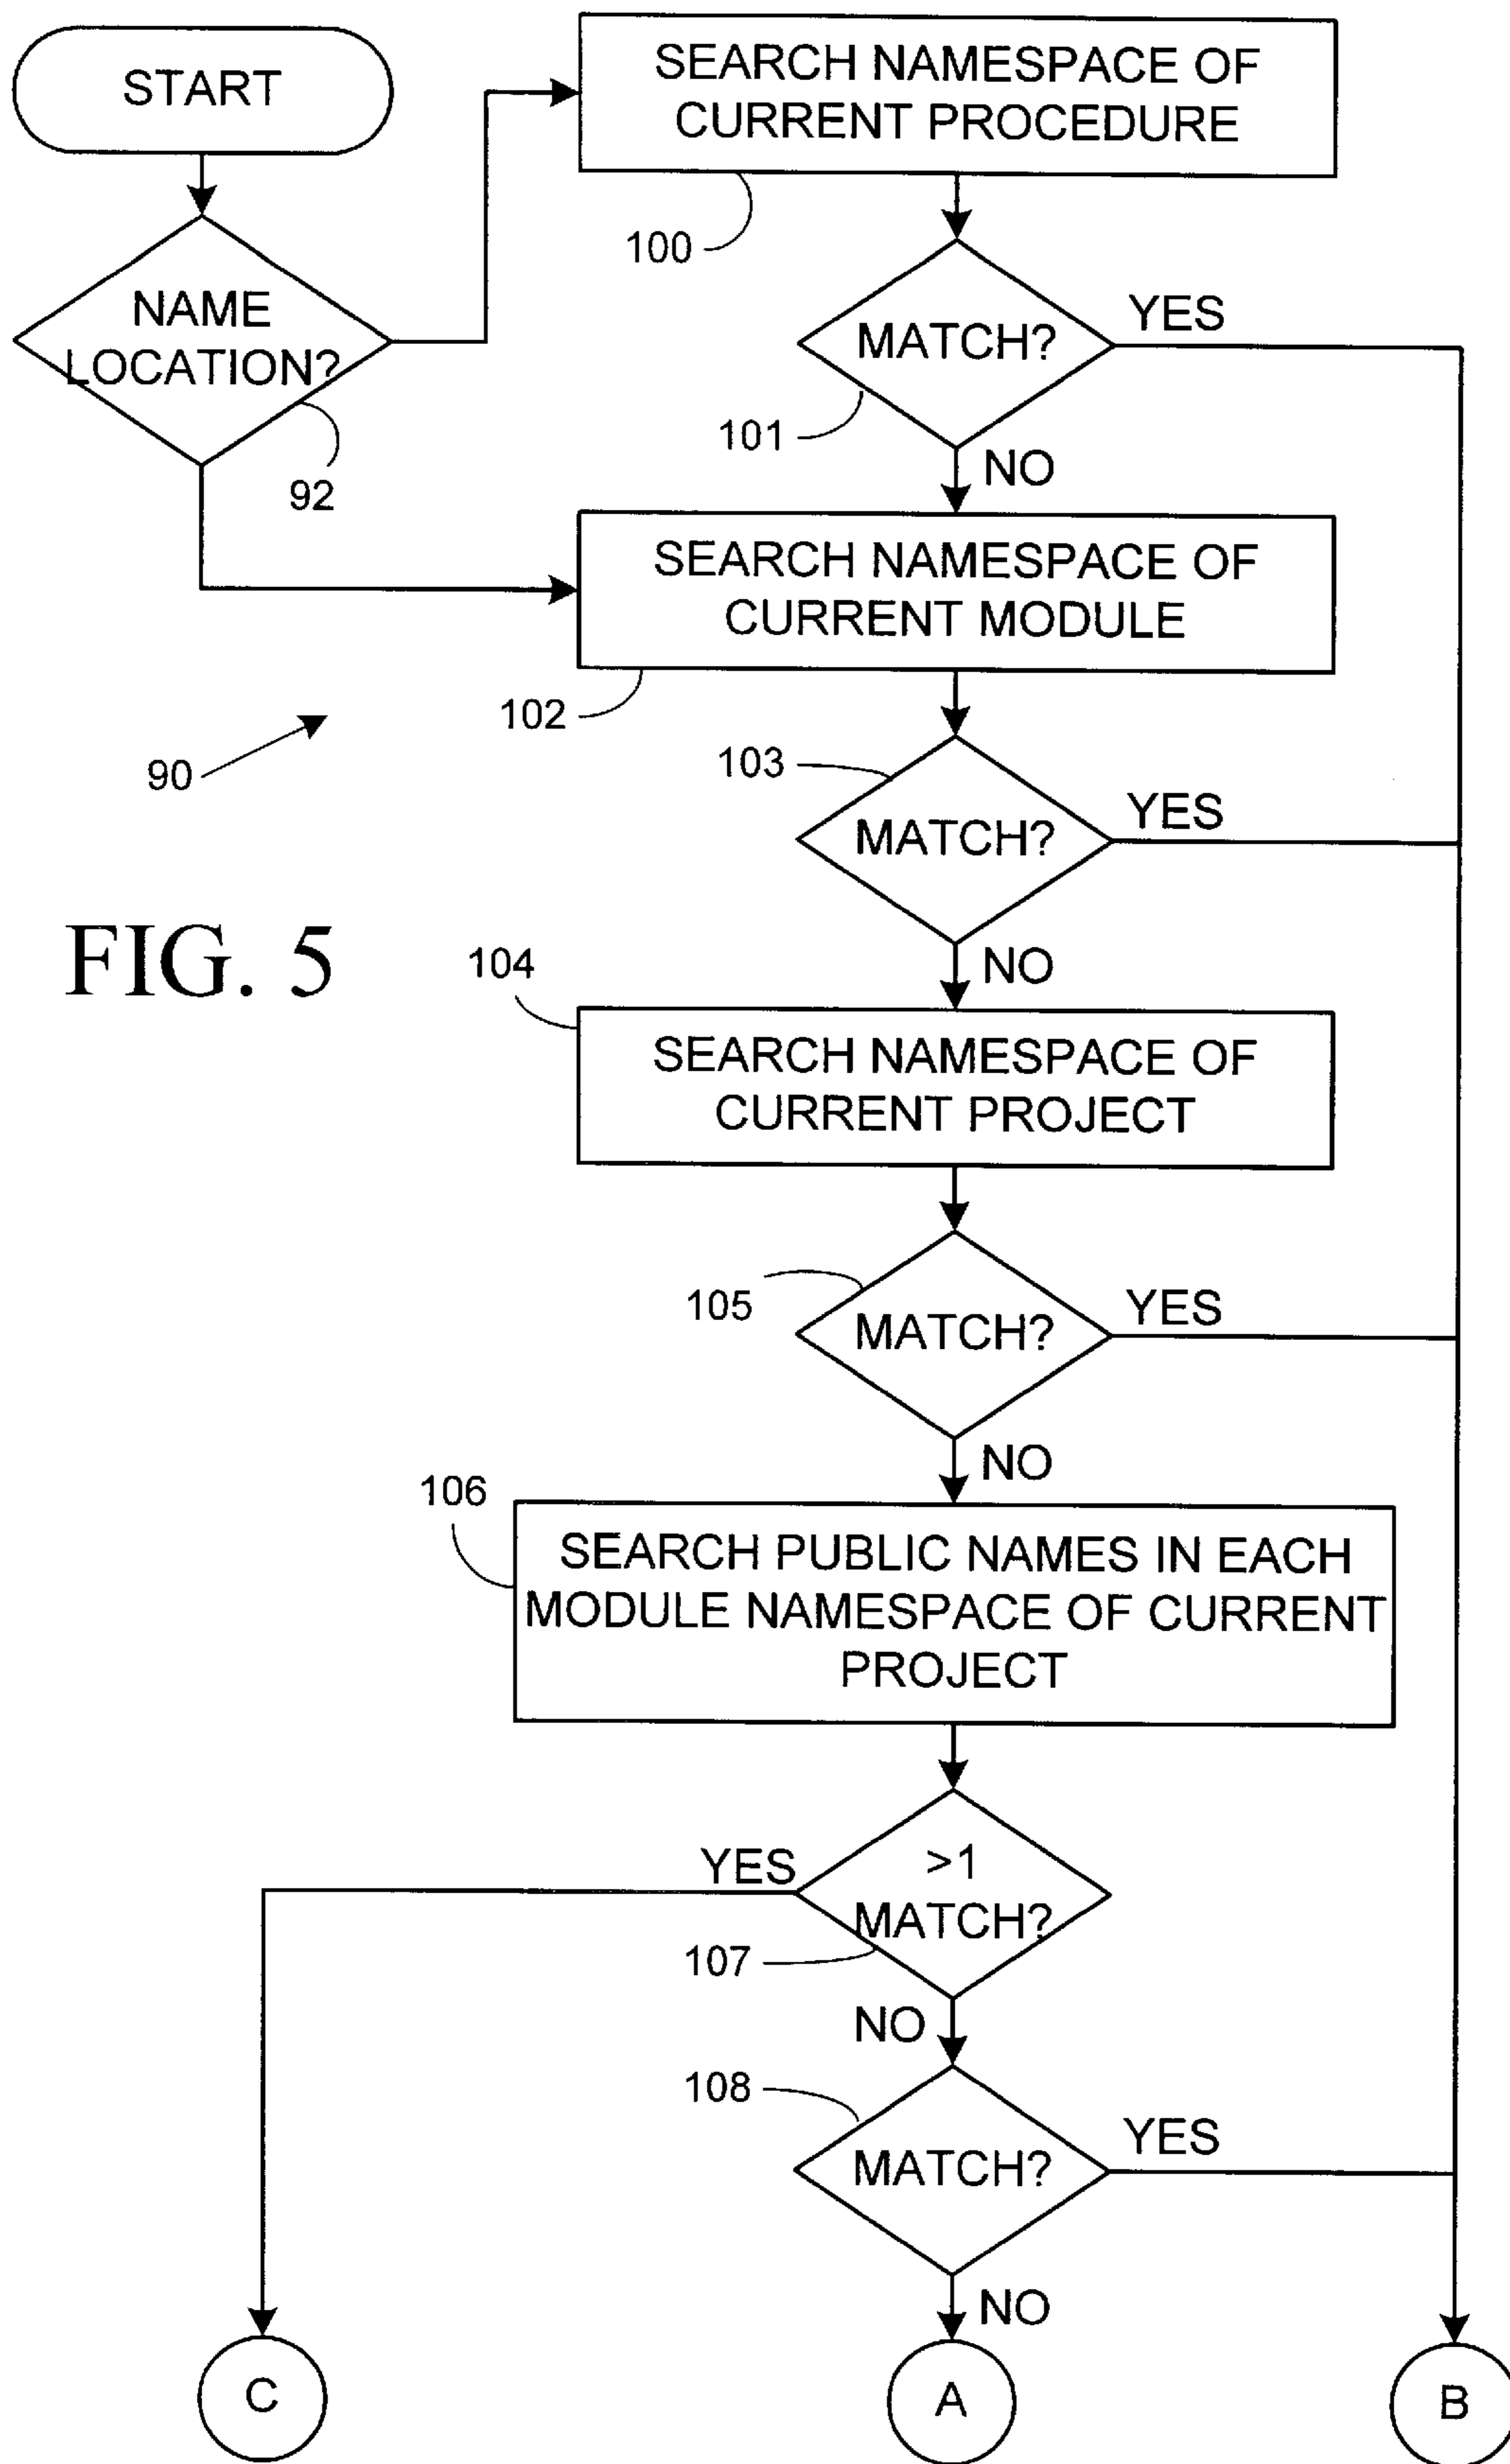 START
SEARCH NAMESPACE OF
CURRENT PROCEDURE
100
NAME
LOCATION?
92
MATCH?
YES
101
NO
SEARCH NAMESPACE OF
CURRENT MODULE
102
90
103
MATCH?
YES
NO
FIG. 5
104
SEARCH NAMESPACE OF
CURRENT PROJECT
105
MATCH?
YES
NO
106
SEARCH PUBLIC NAMES IN EACH
MODULE NAMESPACE OF CURRENT
PROJECT
YES
>1
MATCH?
107
NO
108
MATCH?
YES
NO
C
A
B